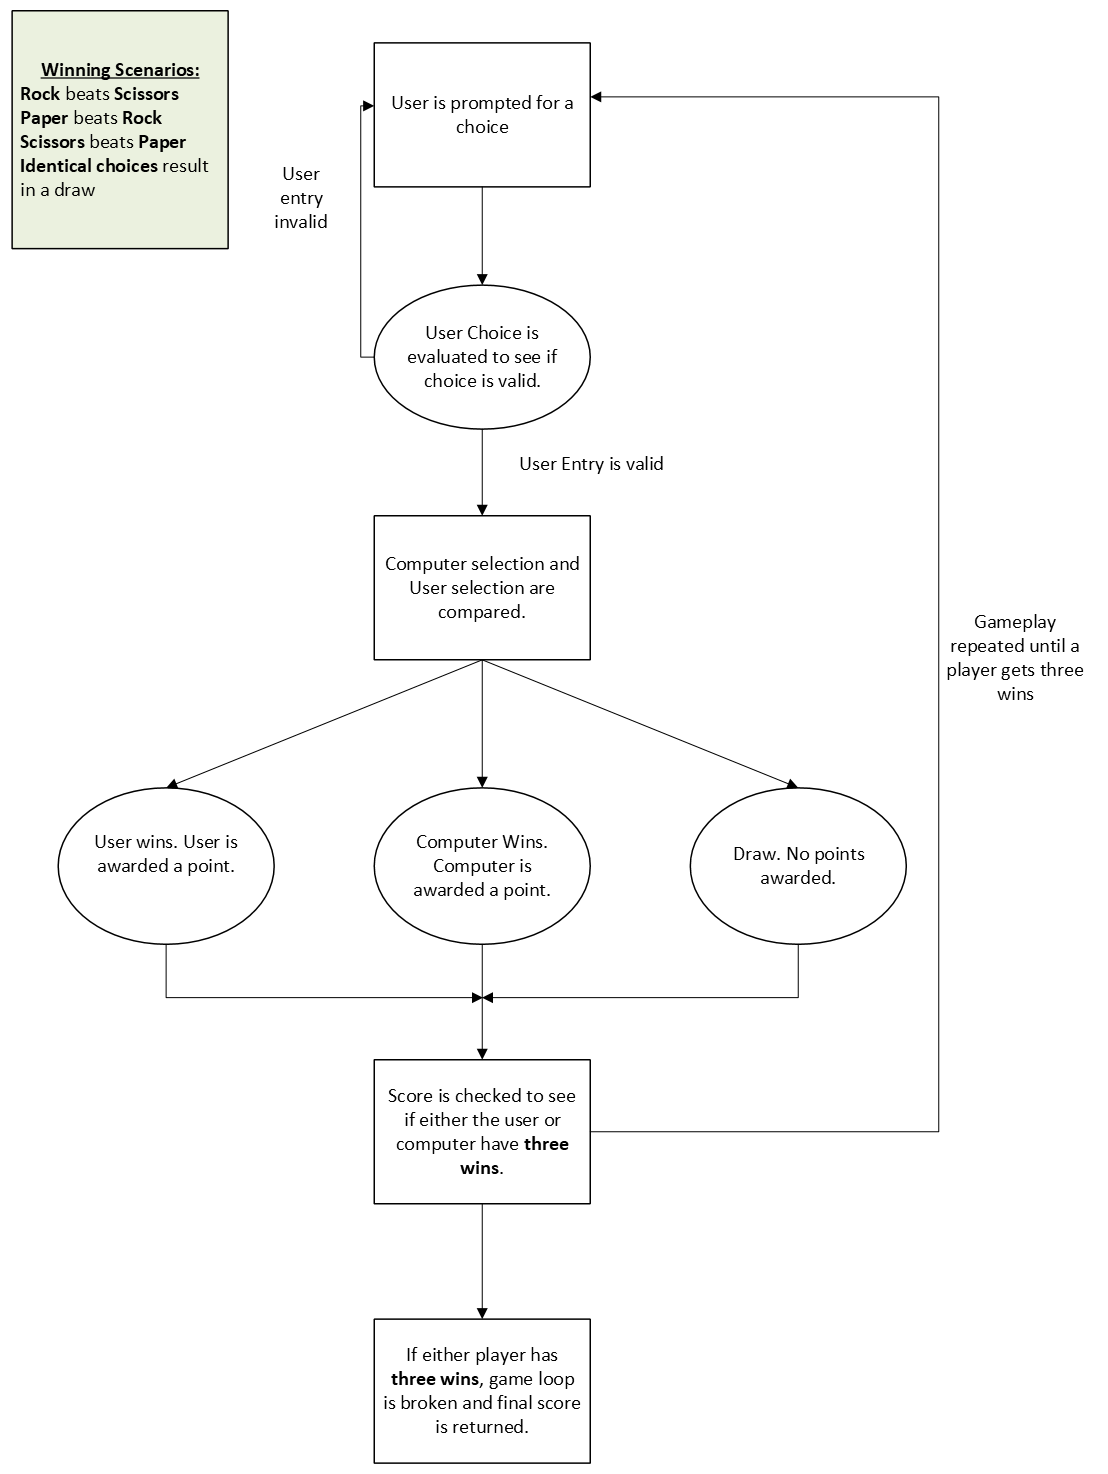 Winning Scenarios:
Rock beats Scissors
Paper beats Rock
Scissors beats Paper
Identical choices result
in a draw
User is prompted for a
choice
User
entry
invalid
User Choice is
evaluated to see if
choice is valid.
User Entry is valid
Computer selection and
User selection are
compared.
Gameplay
repeated until a
player gets three
wins
User wins. User is
awarded a point.
Computer Wins.
Computer is
awarded a point.
Draw. No points
awarded.
Score is checked to see
if either the user or
computer have three
wins.
If either player has
three wins, game loop
is broken and final score
is returned.